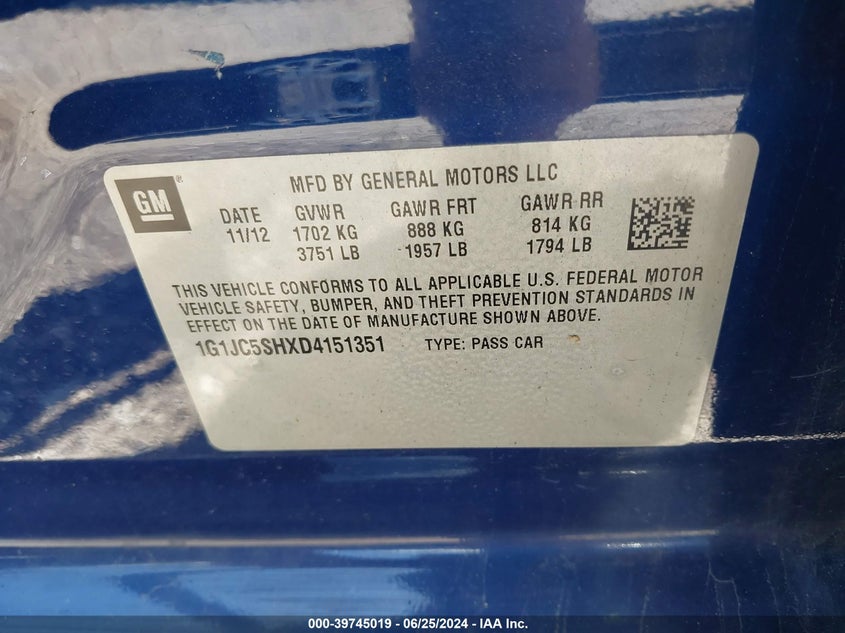 GM ®
MFD BY GENERAL MOTORS LLC
DATE GVWR GAWR FRT GAWR RR
11/12 1702 KG 888 KG 814 KG
3751 LB 1957 LB 1794 LB
THIS VEHICLE CONFORMS TO ALL APPLICABLE U.S. FEDERAL MOTOR
VEHICLE SAFETY, BUMPER, AND THEFT PREVENTION STANDARDS IN
EFFECT ON THE DATE OF MANUFACTURE SHOWN ABOVE.
1G1JC5SHXD4151351 TYPE: PASS CAR
000-39745019 - 06/25/2024 - IAA Inc.